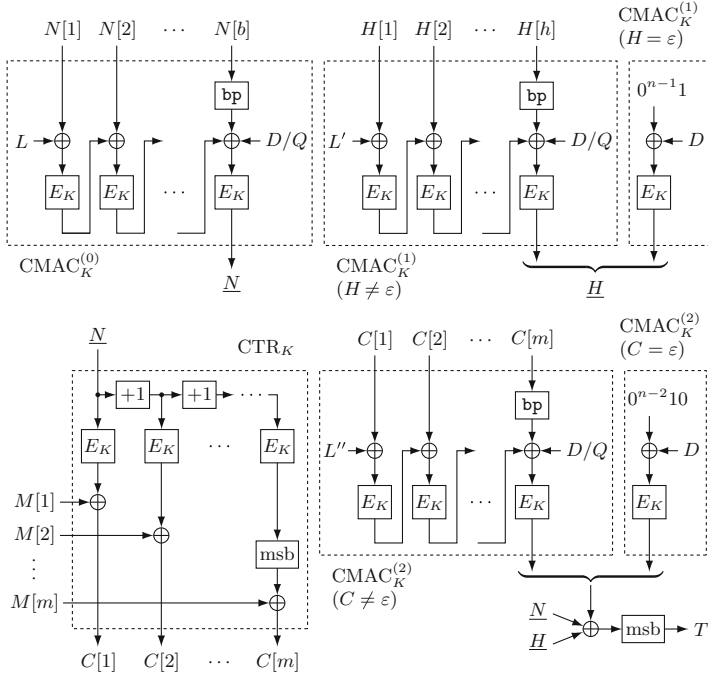 N[1] N[2] ⋯ N[b]
bp
L D/Q
E_K E_K ⋯ E_K
CMAC_K^{(0)}
N̲
H[1] H[2] ⋯ H[h]
bp
L′ D/Q
E_K E_K ⋯ E_K
CMAC_K^{(1)}
(H ≠ ε)
CMAC_K^{(1)}
(H = ε)
0^{n−1}1
D
E_K
H̲
N̲
CTR_K
+1 +1 ⋯
E_K E_K ⋯ E_K
M[1]
M[2]
⋮
msb
M[m]
C[1] C[2] ⋯ C[m]
C[1] C[2] ⋯ C[m]
bp
L″ D/Q
E_K E_K ⋯ E_K
CMAC_K^{(2)}
(C ≠ ε)
CMAC_K^{(2)}
(C = ε)
0^{n−2}10
D
E_K
N̲
H̲
msb T